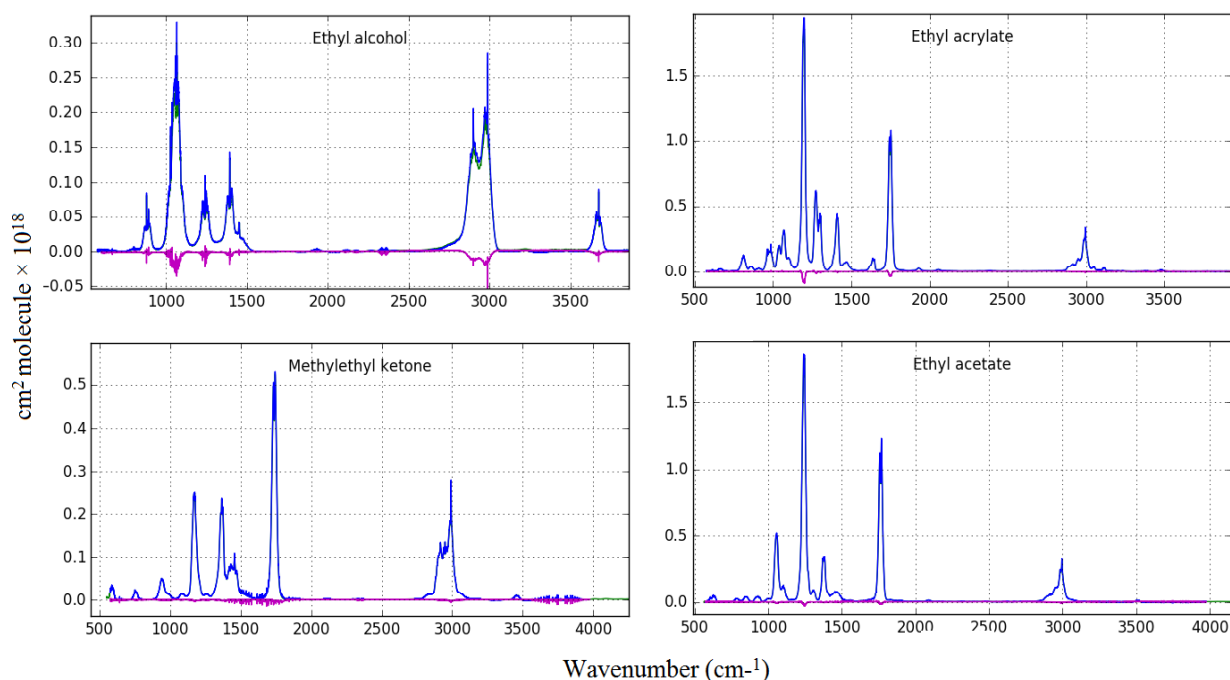 Ethyl alcohol
0.30
0.25
0.20
0.15
0.10
0.05
0.00
-0.05
1000 1500 2000 2500 3000 3500
Ethyl acrylate
1.5
1.0
0.5
0.0
500 1000 1500 2000 2500 3000 3500
cm² molecule × 10¹⁸
Methylethyl ketone
0.5
0.4
0.3
0.2
0.1
0.0
500 1000 1500 2000 2500 3000 3500 4000
Ethyl acetate
1.5
1.0
0.5
0.0
500 1000 1500 2000 2500 3000 3500 4000
Wavenumber (cm-¹)